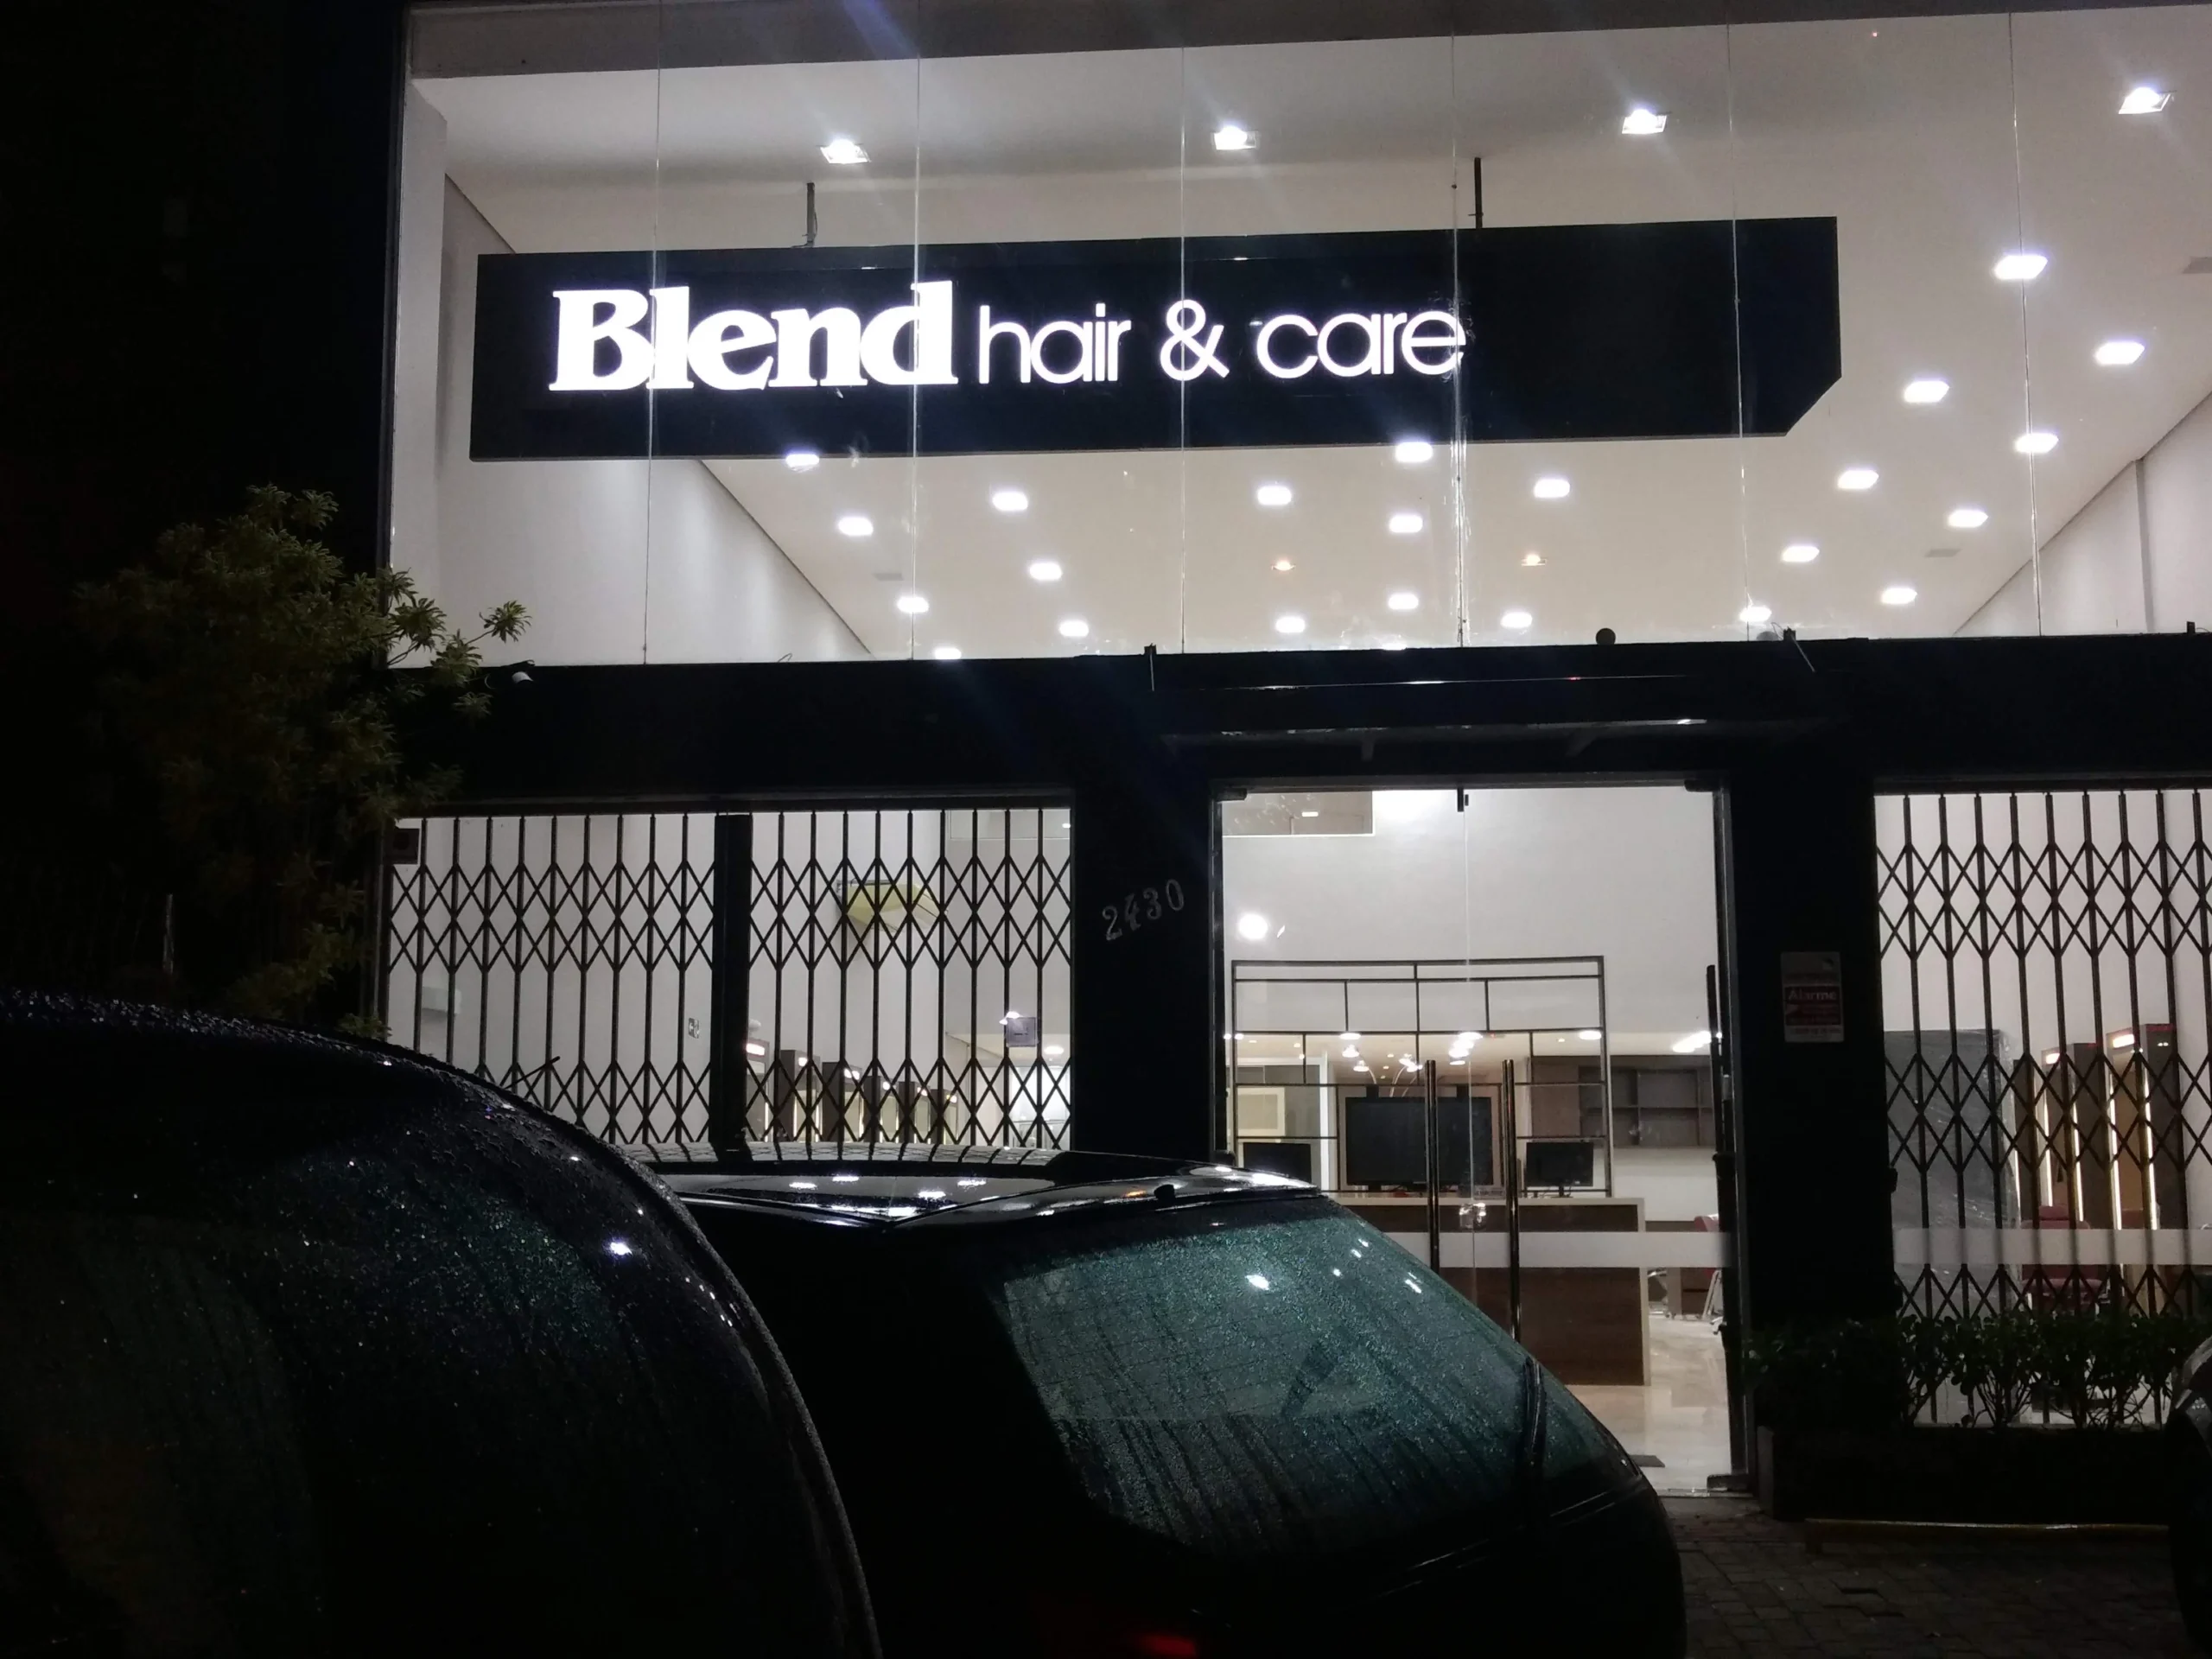 Blend hair & care
2430
Alarme